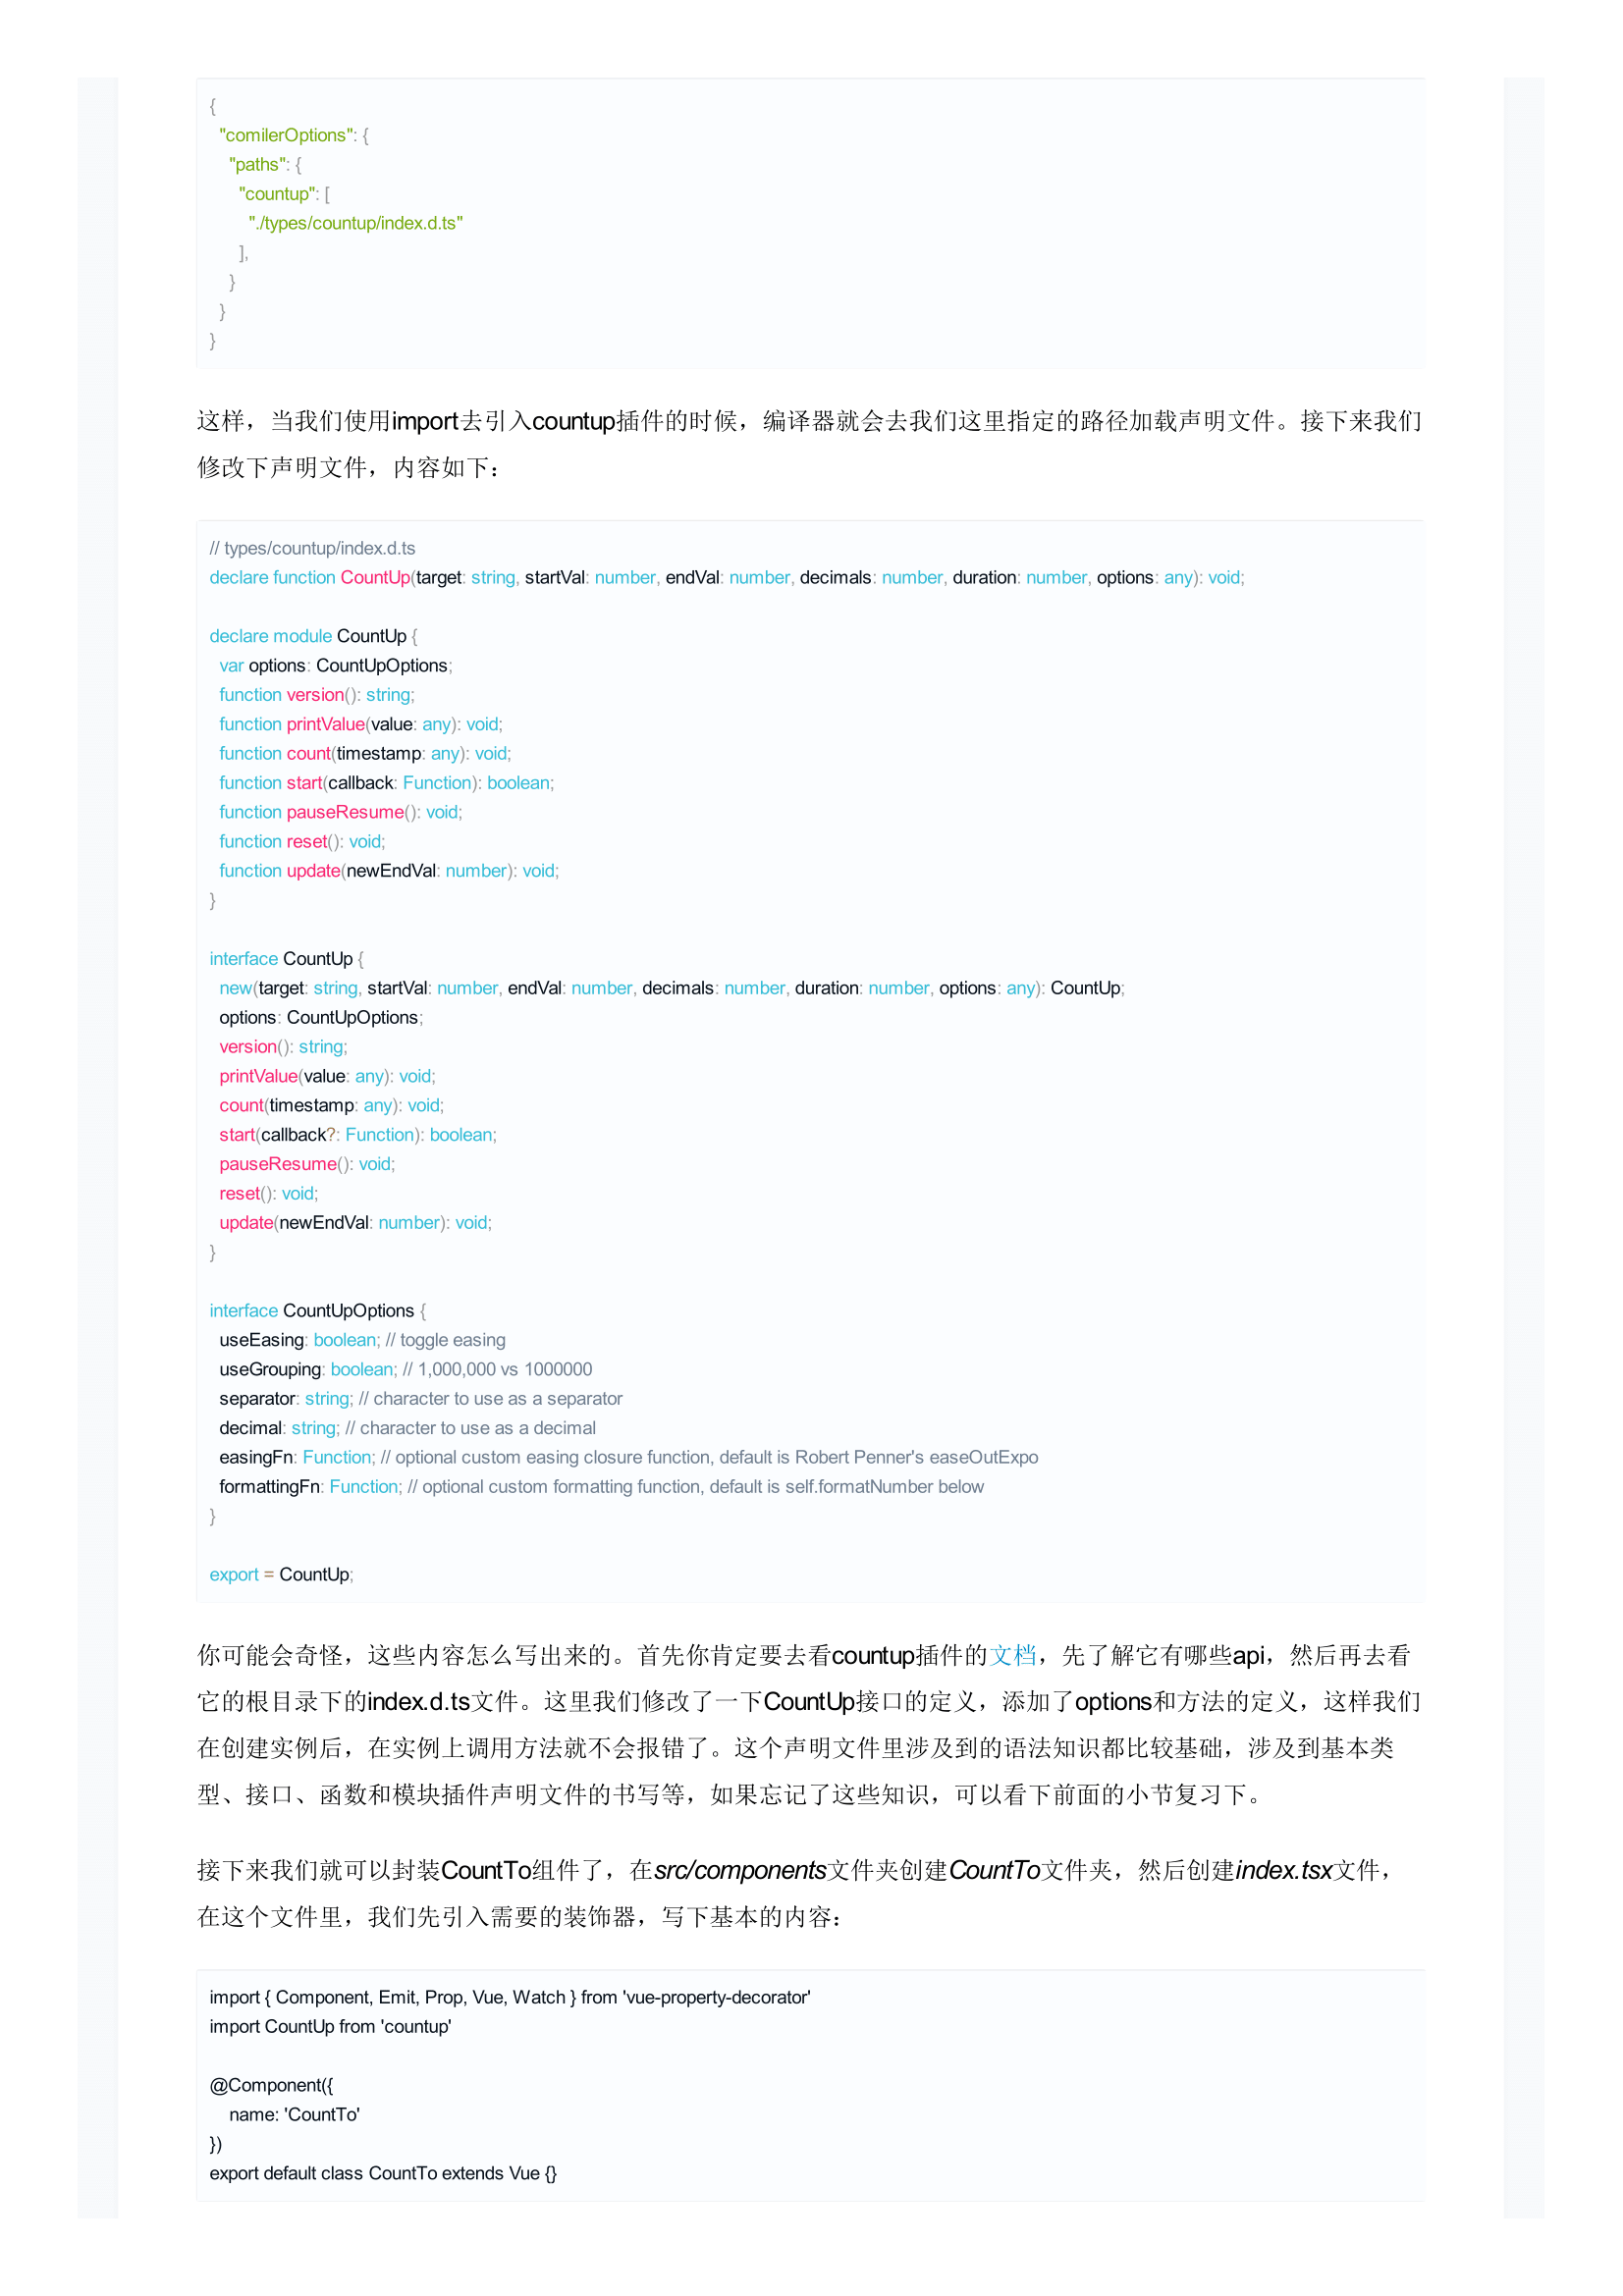 {
  "comilerOptions": {
    "paths": {
      "countup": [
        "./types/countup/index.d.ts"
      ],
    }
  }
}
这样，当我们使用import去引入countup插件的时候，编译器就会去我们这里指定的路径加载声明文件。接下来我们
修改下声明文件，内容如下：
// types/countup/index.d.ts
declare function CountUp(target: string, startVal: number, endVal: number, decimals: number, duration: number, options: any): void;
declare module CountUp {
  var options: CountUpOptions;
  function version(): string;
  function printValue(value: any): void;
  function count(timestamp: any): void;
  function start(callback: Function): boolean;
  function pauseResume(): void;
  function reset(): void;
  function update(newEndVal: number): void;
}
interface CountUp {
  new(target: string, startVal: number, endVal: number, decimals: number, duration: number, options: any): CountUp;
  options: CountUpOptions;
  version(): string;
  printValue(value: any): void;
  count(timestamp: any): void;
  start(callback?: Function): boolean;
  pauseResume(): void;
  reset(): void;
  update(newEndVal: number): void;
}
interface CountUpOptions {
  useEasing: boolean; // toggle easing
  useGrouping: boolean; // 1,000,000 vs 1000000
  separator: string; // character to use as a separator
  decimal: string; // character to use as a decimal
  easingFn: Function; // optional custom easing closure function, default is Robert Penner's easeOutExpo
  formattingFn: Function; // optional custom formatting function, default is self.formatNumber below
}
export = CountUp;
你可能会奇怪，这些内容怎么写出来的。首先你肯定要去看countup插件的文档，先了解它有哪些api，然后再去看
它的根目录下的index.d.ts文件。这里我们修改了一下CountUp接口的定义，添加了options和方法的定义，这样我们
在创建实例后，在实例上调用方法就不会报错了。这个声明文件里涉及到的语法知识都比较基础，涉及到基本类
型、接口、函数和模块插件声明文件的书写等，如果忘记了这些知识，可以看下前面的小节复习下。
接下来我们就可以封装CountTo组件了，在src/components文件夹创建CountTo文件夹，然后创建index.tsx文件，
在这个文件里，我们先引入需要的装饰器，写下基本的内容：
import { Component, Emit, Prop, Vue, Watch } from 'vue-property-decorator'
import CountUp from 'countup'
@Component({
    name: 'CountTo'
})
export default class CountTo extends Vue {}